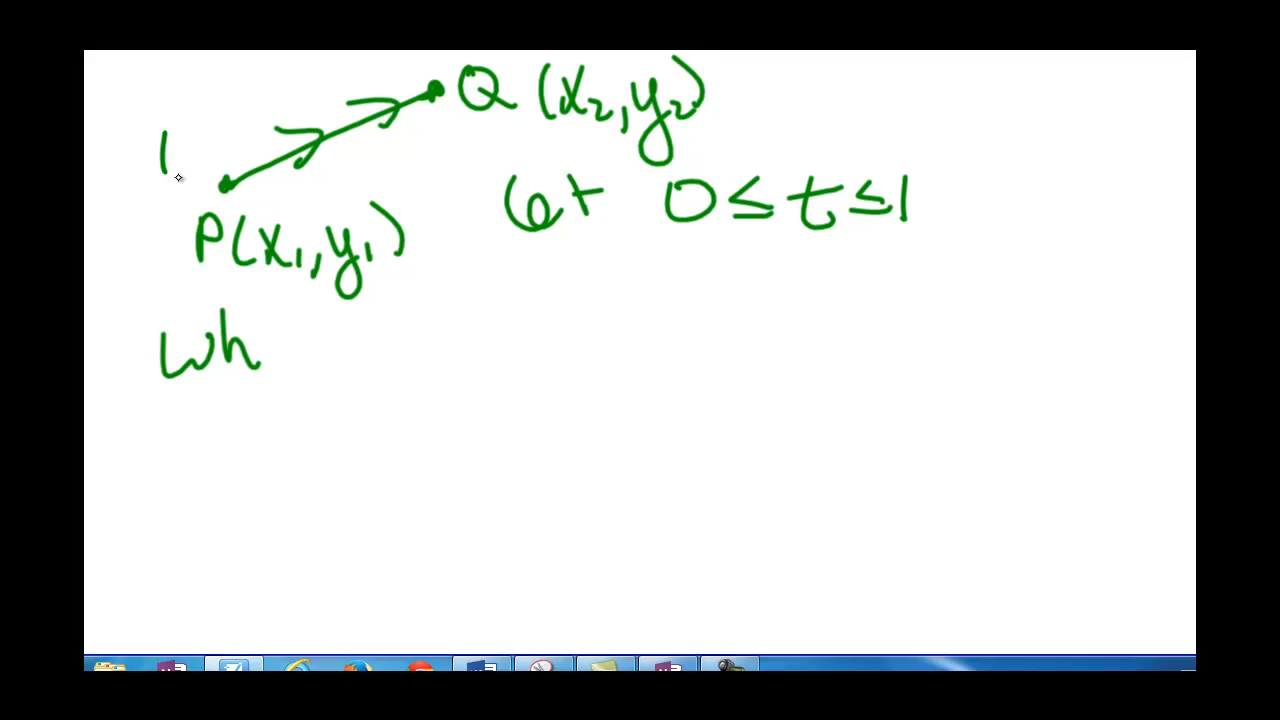 Q (x₂,y₂)
(
Let 0≤t≤1
P(x₁,y₁)
wh